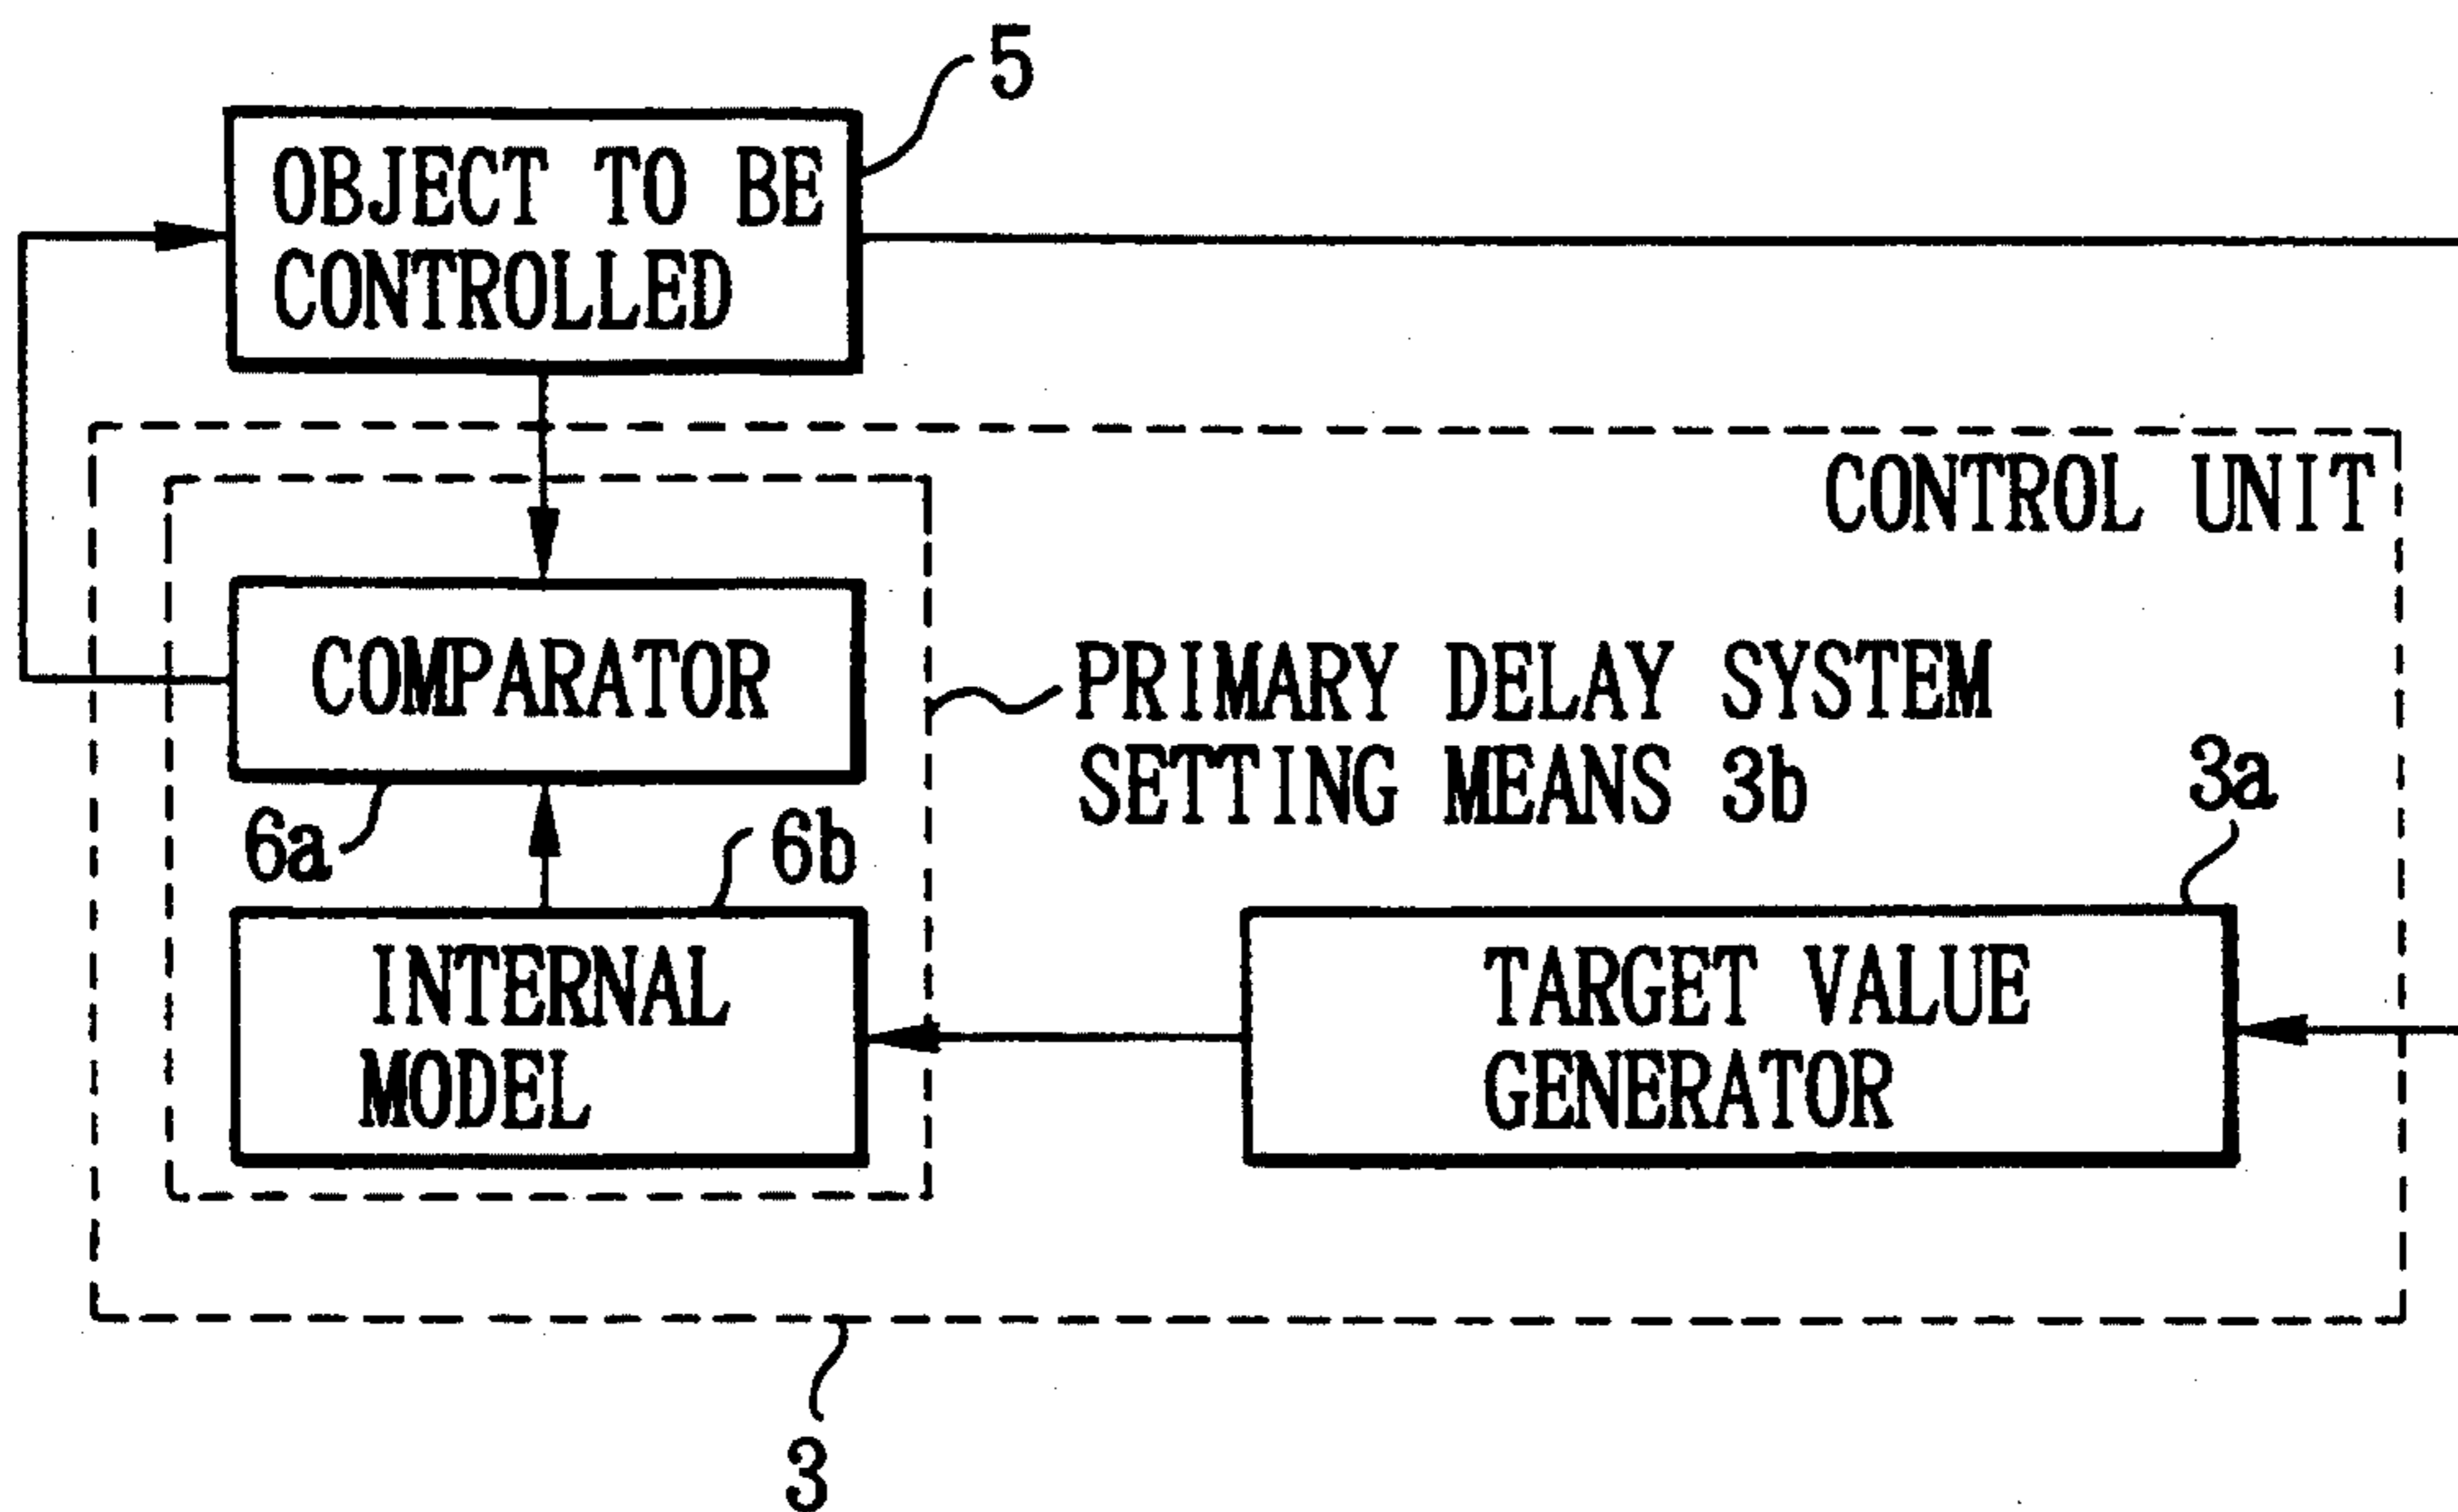 5
OBJECT TO BE
CONTROLLED
CONTROL UNIT
COMPARATOR
PRIMARY DELAY SYSTEM
SETTING MEANS 3b
3a
6a
6b
INTERNAL
MODEL
TARGET VALUE
GENERATOR
3